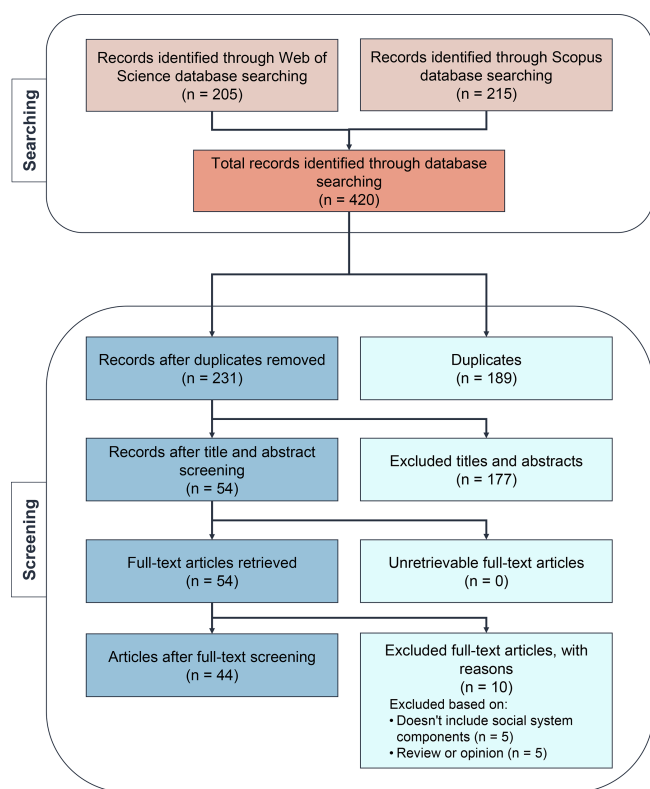 Searching
Records identified through Web of
Science database searching
(n = 205)
Records identified through Scopus
database searching
(n = 215)
Total records identified through database
searching
(n = 420)
Screening
Records after duplicates removed
(n = 231)
Duplicates
(n = 189)
Records after title and abstract
screening
(n = 54)
Excluded titles and abstracts
(n = 177)
Full-text articles retrieved
(n = 54)
Unretrievable full-text articles
(n = 0)
Articles after full-text screening
(n = 44)
Excluded full-text articles, with
reasons
(n = 10)
Excluded based on:
• Doesn't include social system
components (n = 5)
• Review or opinion (n = 5)